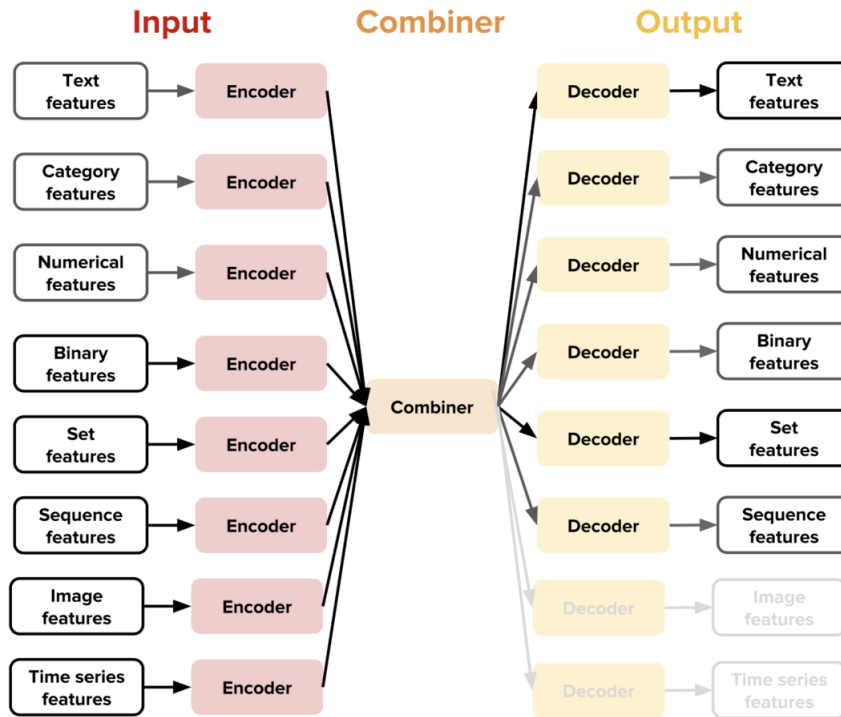 Input Combiner Output
Text
features
Encoder
Decoder
Text
features
Category
features
Encoder
Decoder
Category
features
Numerical
features
Encoder
Decoder
Numerical
features
Binary
features
Encoder
Decoder
Binary
features
Combiner
Set
features
Encoder
Decoder
Set
features
Sequence
features
Encoder
Decoder
Sequence
features
Image
features
Encoder
Decoder
Image
features
Time series
features
Encoder
Decoder
Time series
features